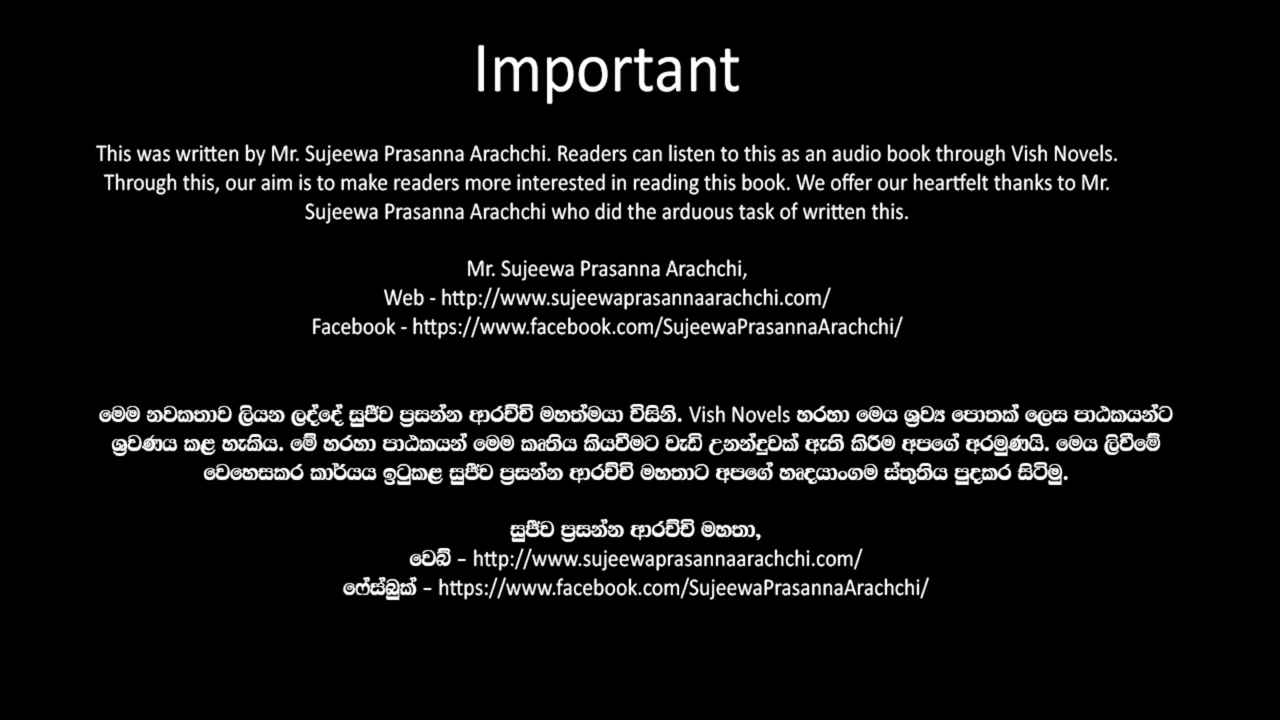 Important
This was written by Mr. Sujeewa Prasanna Arachchi. Readers can listen to this as an audio book through Vish Novels.
Through this, our aim is to make readers more interested in reading this book. We offer our heartfelt thanks to Mr.
Sujeewa Prasanna Arachchi who did the arduous task of written this.
Mr. Sujeewa Prasanna Arachchi,
Web - http://www.sujeewaprasannaarachchi.com/
Facebook - https://www.facebook.com/SujeewaPrasannaArachchi/
මෙම නවකතාව ලියන ලද්දේ සුජීව ප්‍රසන්න ආරච්චි මහත්මයා විසිනි. Vish Novels හරහා මෙය ශ්‍රව්‍ය පොතක් ලෙස පාඨකයන්ට
ශ්‍රවණය කළ හැකිය. මේ හරහා පාඨකයන් මෙම කෘතිය කියවීමට වැඩි උනන්දුවක් ඇති කිරීම අපගේ අරමුණයි. මෙය ලිවීමේ
වෙහෙසකර කාර්යය ඉටුකළ සුජීව ප්‍රසන්න ආරච්චි මහතාට අපගේ හෘදයාංගම ස්තුතිය පුදකර සිටිමු.
සුජීව ප්‍රසන්න ආරච්චි මහතා,
වෙබ් – http://www.sujeewaprasannaarachchi.com/
ෆේස්බුක් – https://www.facebook.com/SujeewaPrasannaArachchi/